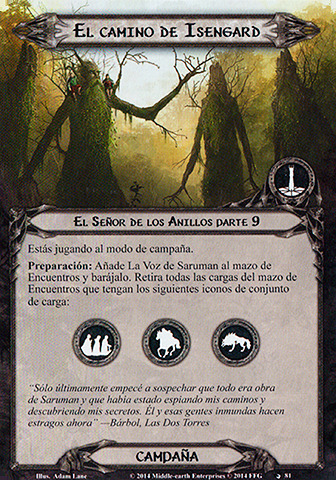 El camino de Isengard
El Señor de los Anillos parte 9
Estás jugando al modo de campaña.
Preparación: Añade La Voz de Saruman al mazo de
Encuentros y barájalo. Retira todas las cargas del mazo de
Encuentros que tengan los siguientes iconos de conjunto
de carga:
“Sólo últimamente empecé a sospechar que todo era
obra de Saruman y que había estado espiando mis caminos y
descubriendo mis secretos. Él y esas gentes inmundas hacen
estragos ahora” —Bárbol, Las Dos Torres
Campaña
Illus. Adam Lane © 2014 Middle-earth Enterprises © 2014 FFG 81